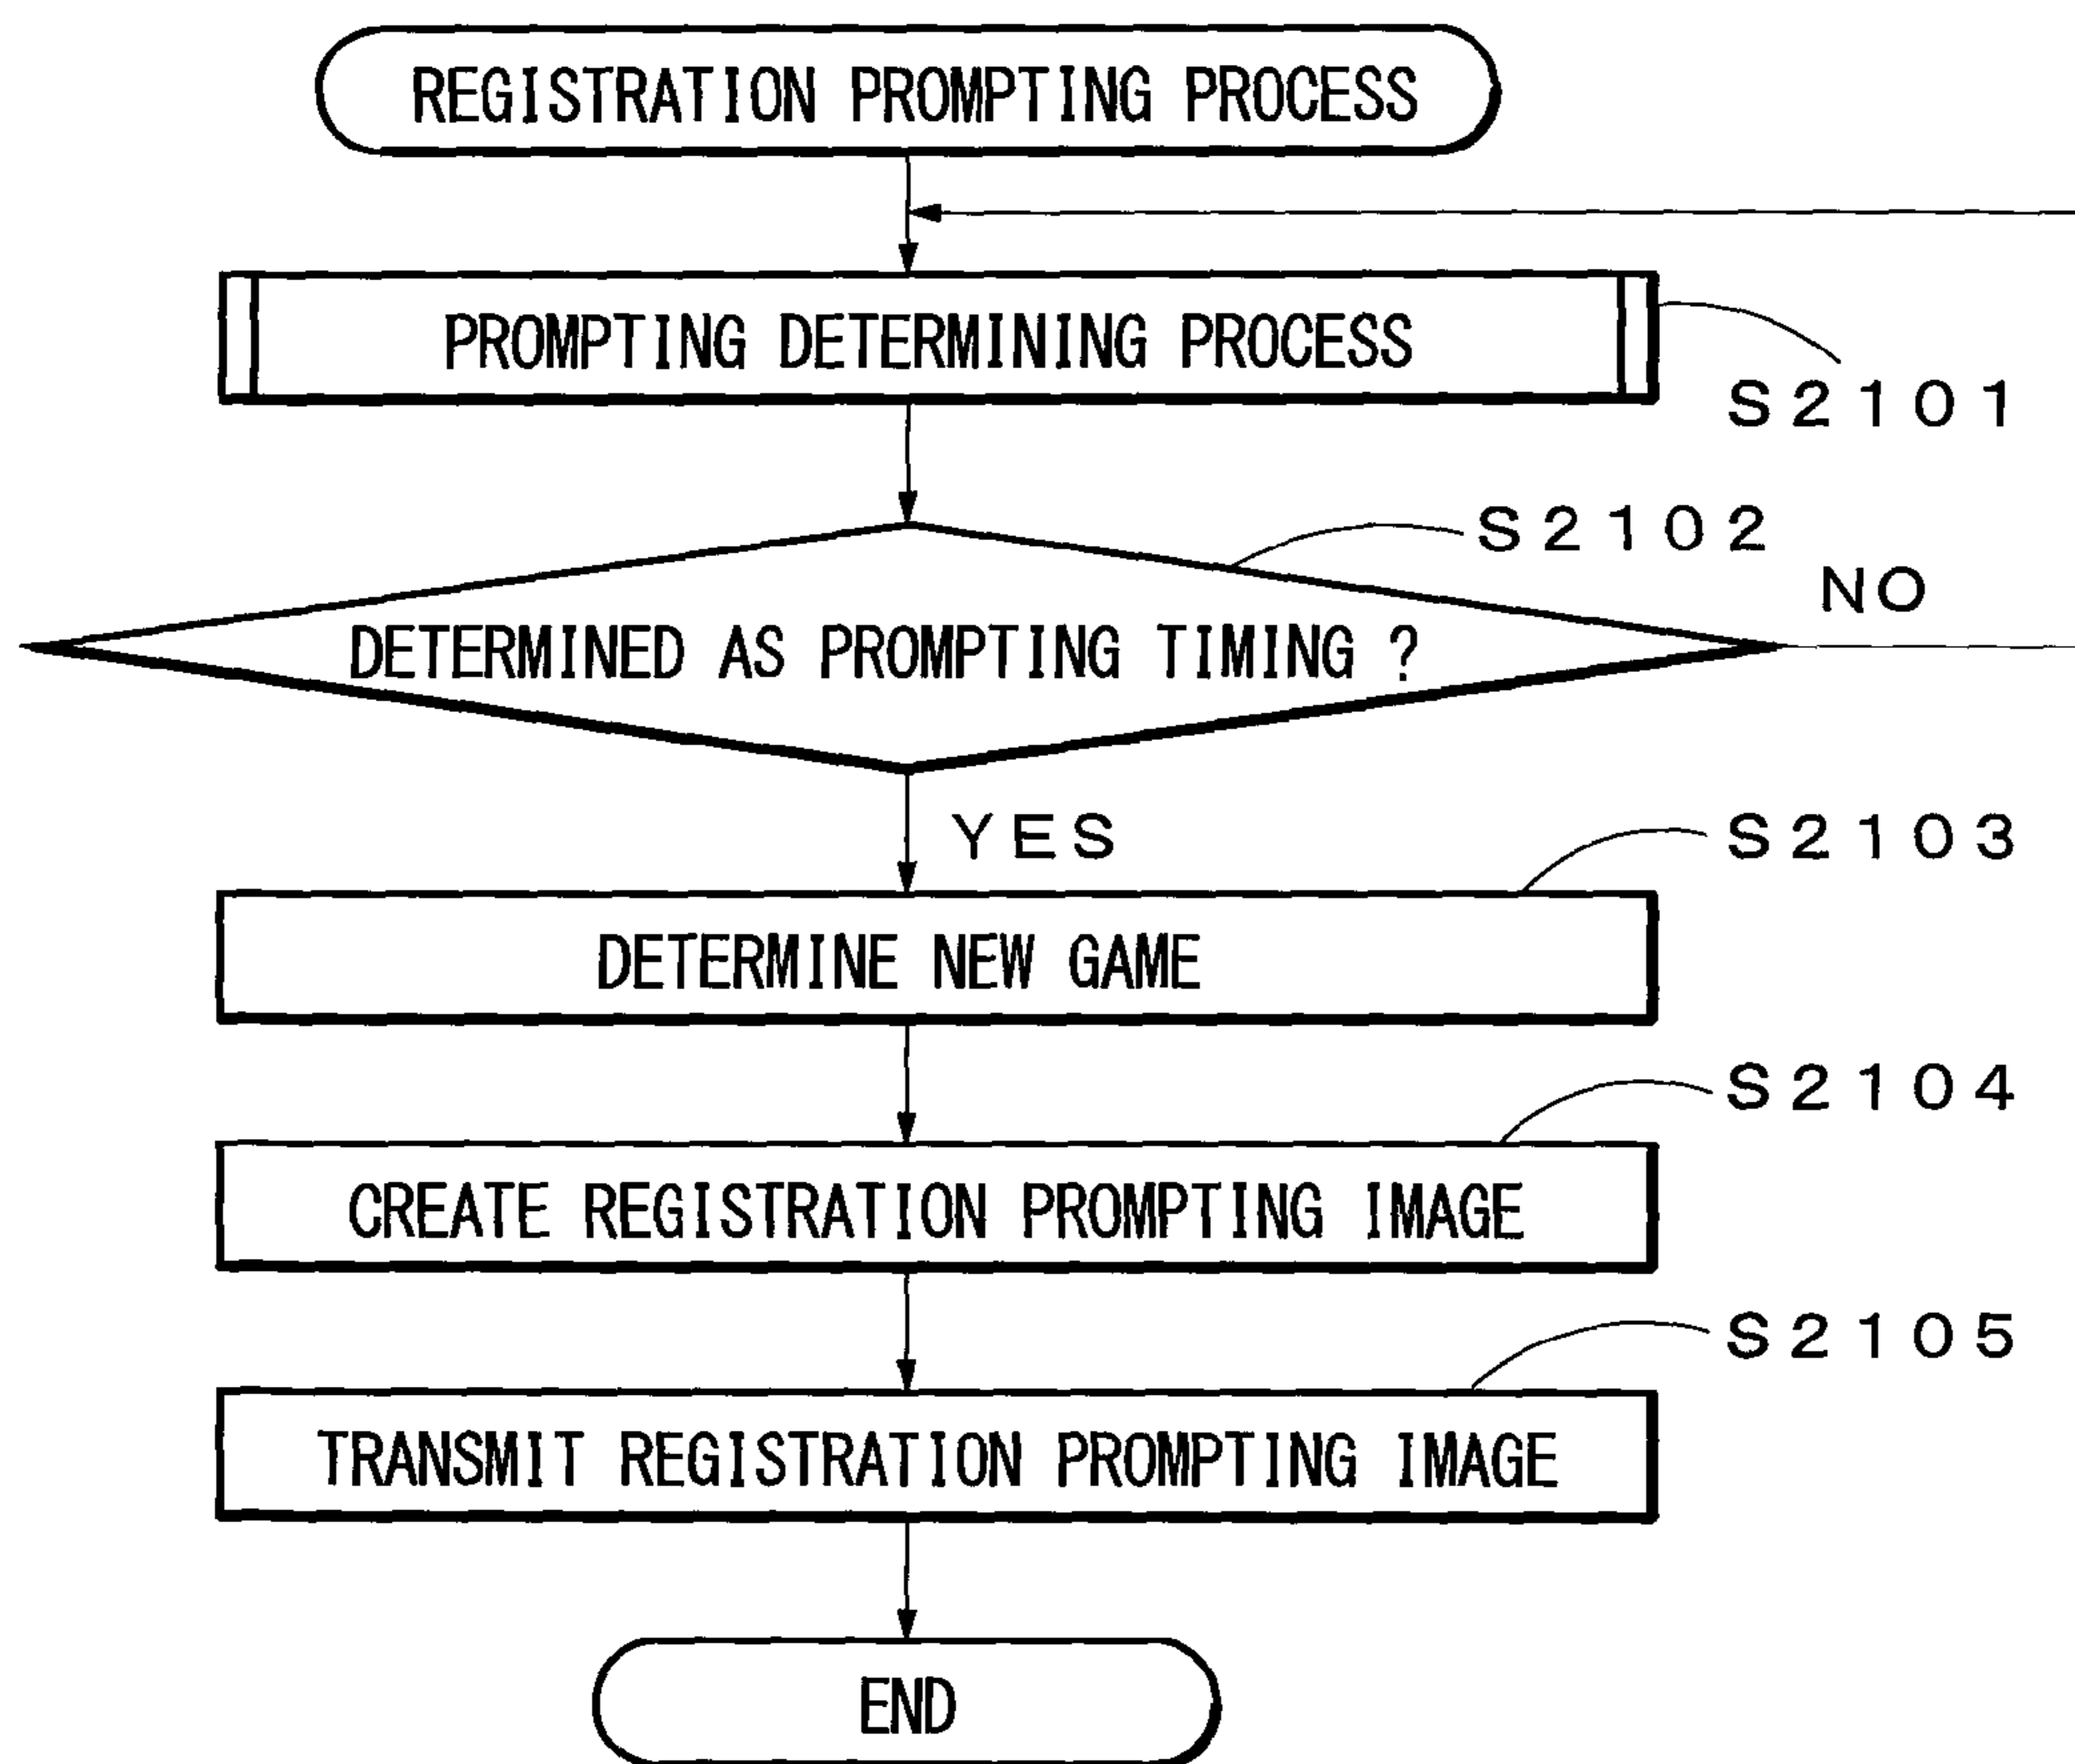 REGISTRATION PROMPTING PROCESS
PROMPTING DETERMINING PROCESS
S2101
S2102
NO
DETERMINED AS PROMPTING TIMING ?
YES
S2103
DETERMINE NEW GAME
S2104
CREATE REGISTRATION PROMPTING IMAGE
S2105
TRANSMIT REGISTRATION PROMPTING IMAGE
END